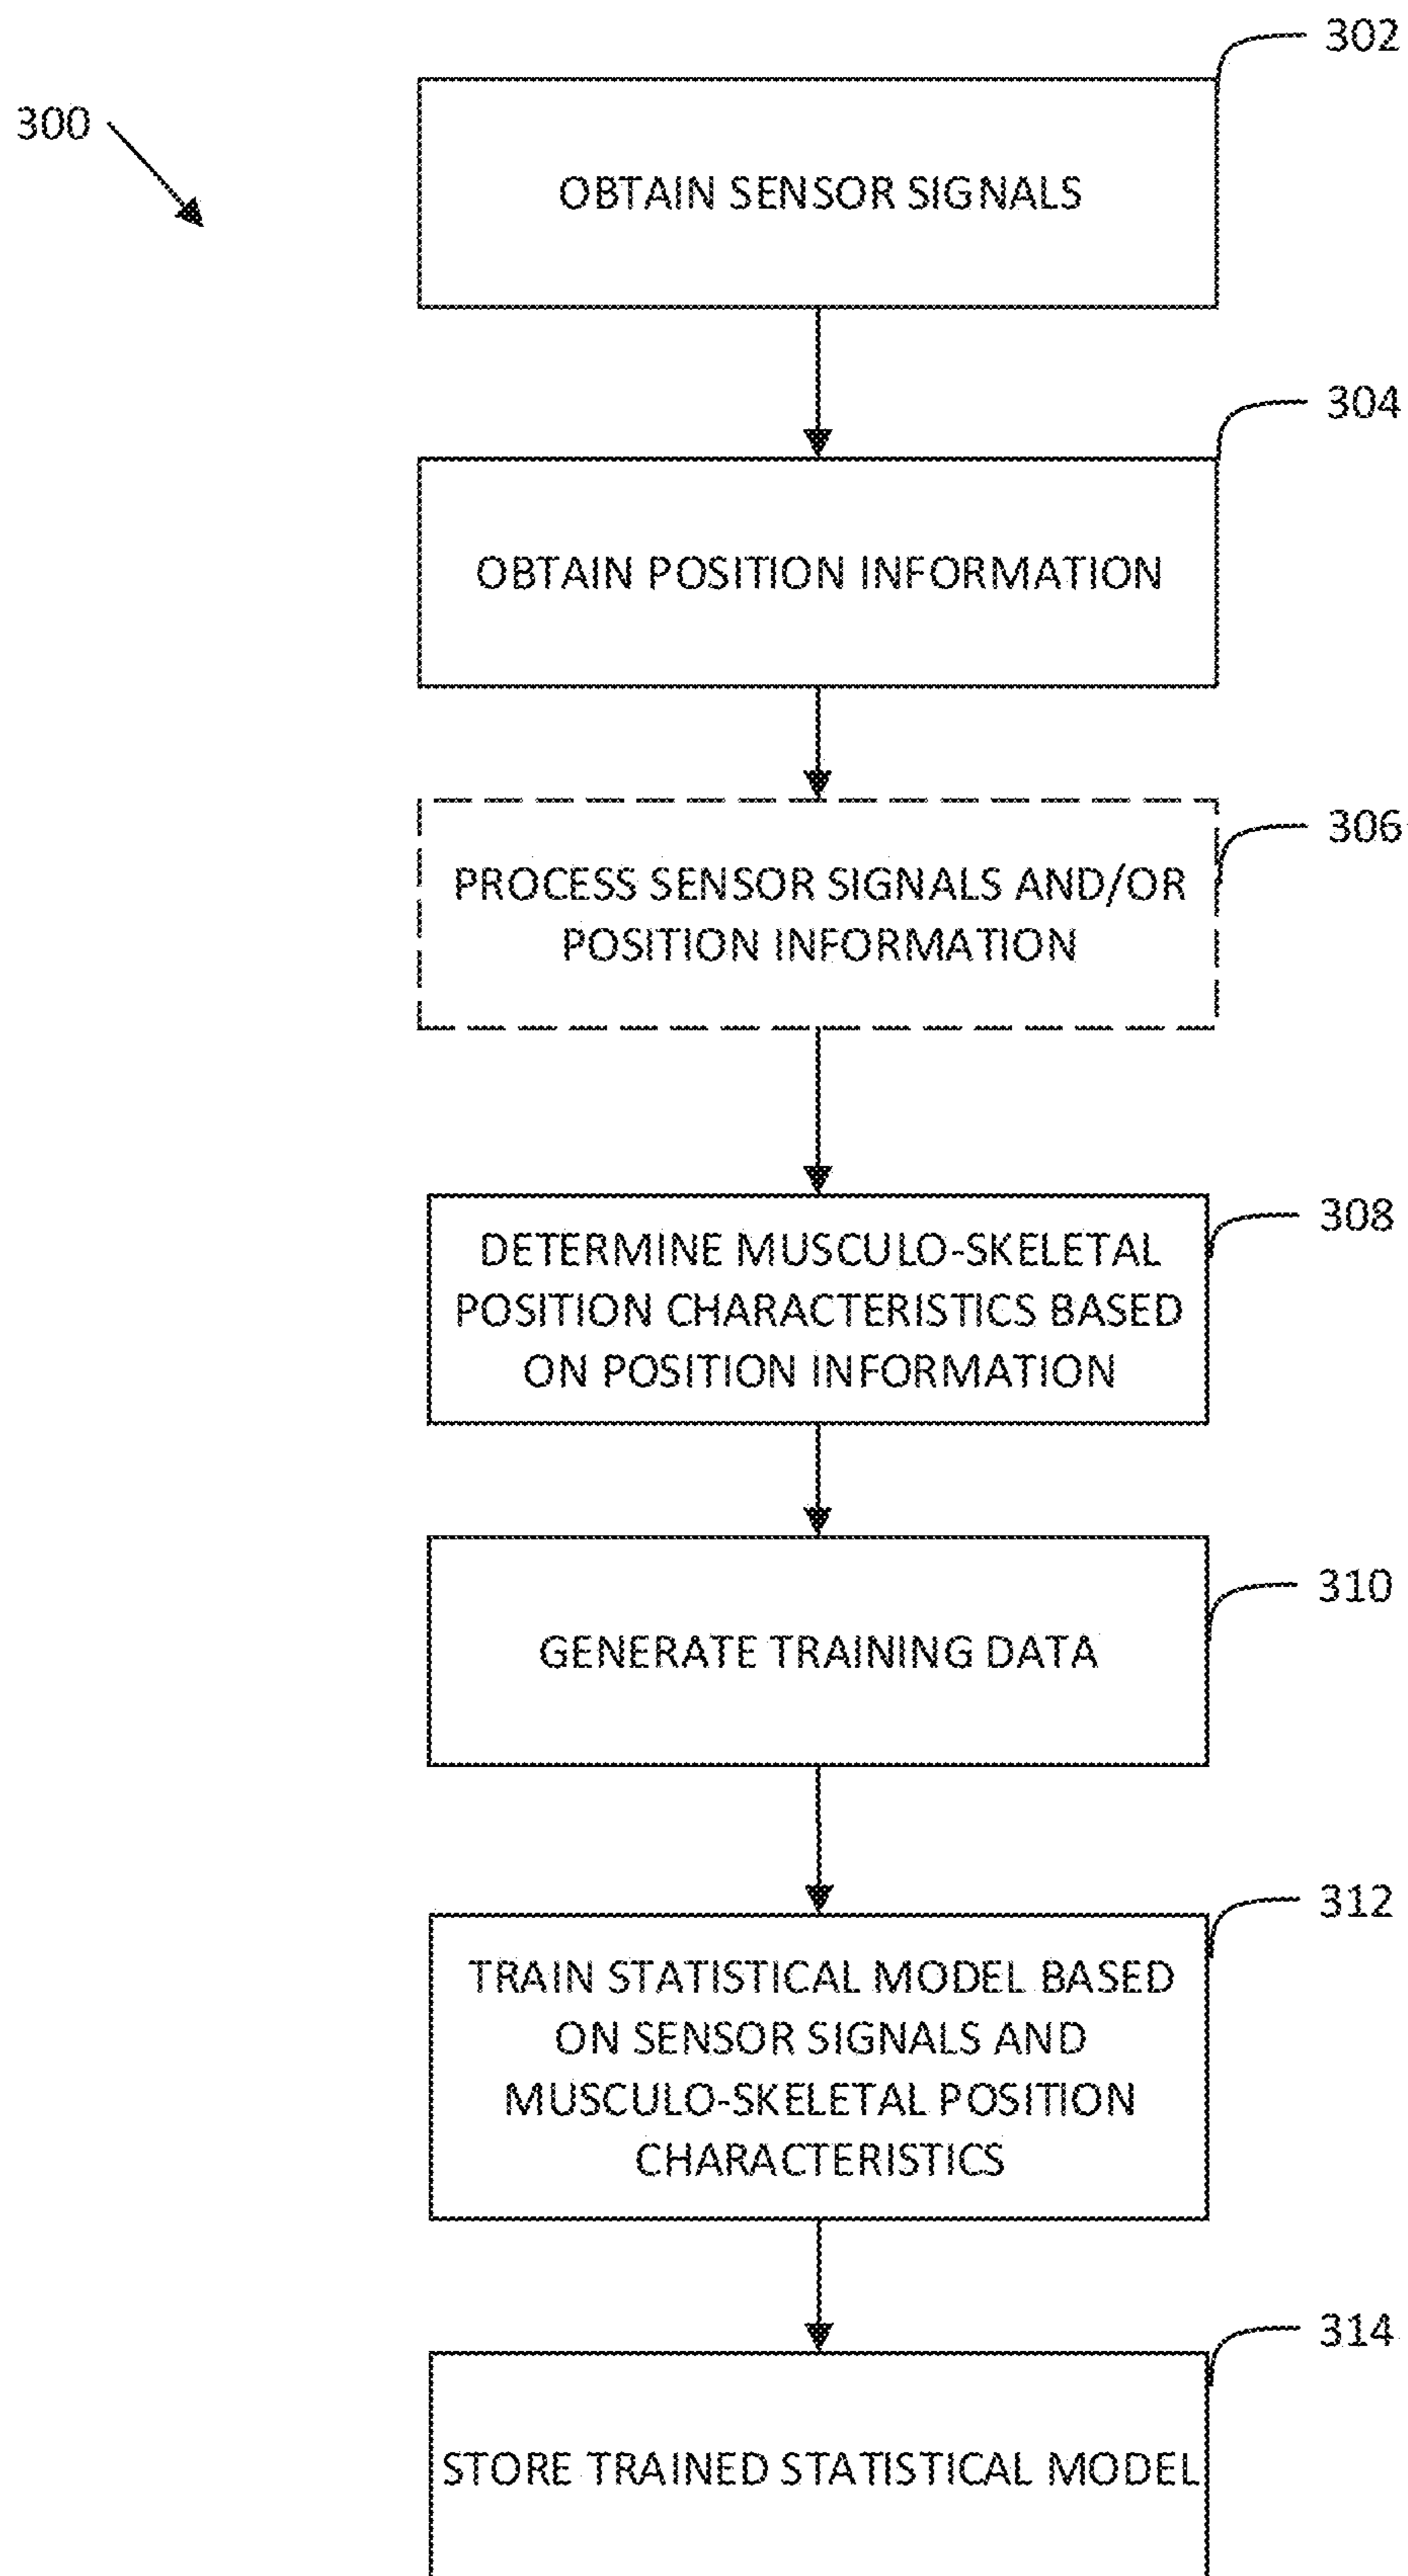 302
300
OBTAIN SENSOR SIGNALS
304
OBTAIN POSITION INFORMATION
306
PROCESS SENSOR SIGNALS AND/OR
POSITION INFORMATION
308
DETERMINE MUSCULO-SKELETAL
POSITION CHARACTERISTICS BASED
ON POSITION INFORMATION
310
GENERATE TRAINING DATA
312
TRAIN STATISTICAL MODEL BASED
ON SENSOR SIGNALS AND
MUSCULO-SKELETAL POSITION
CHARACTERISTICS
314
STORE TRAINED STATISTICAL MODEL